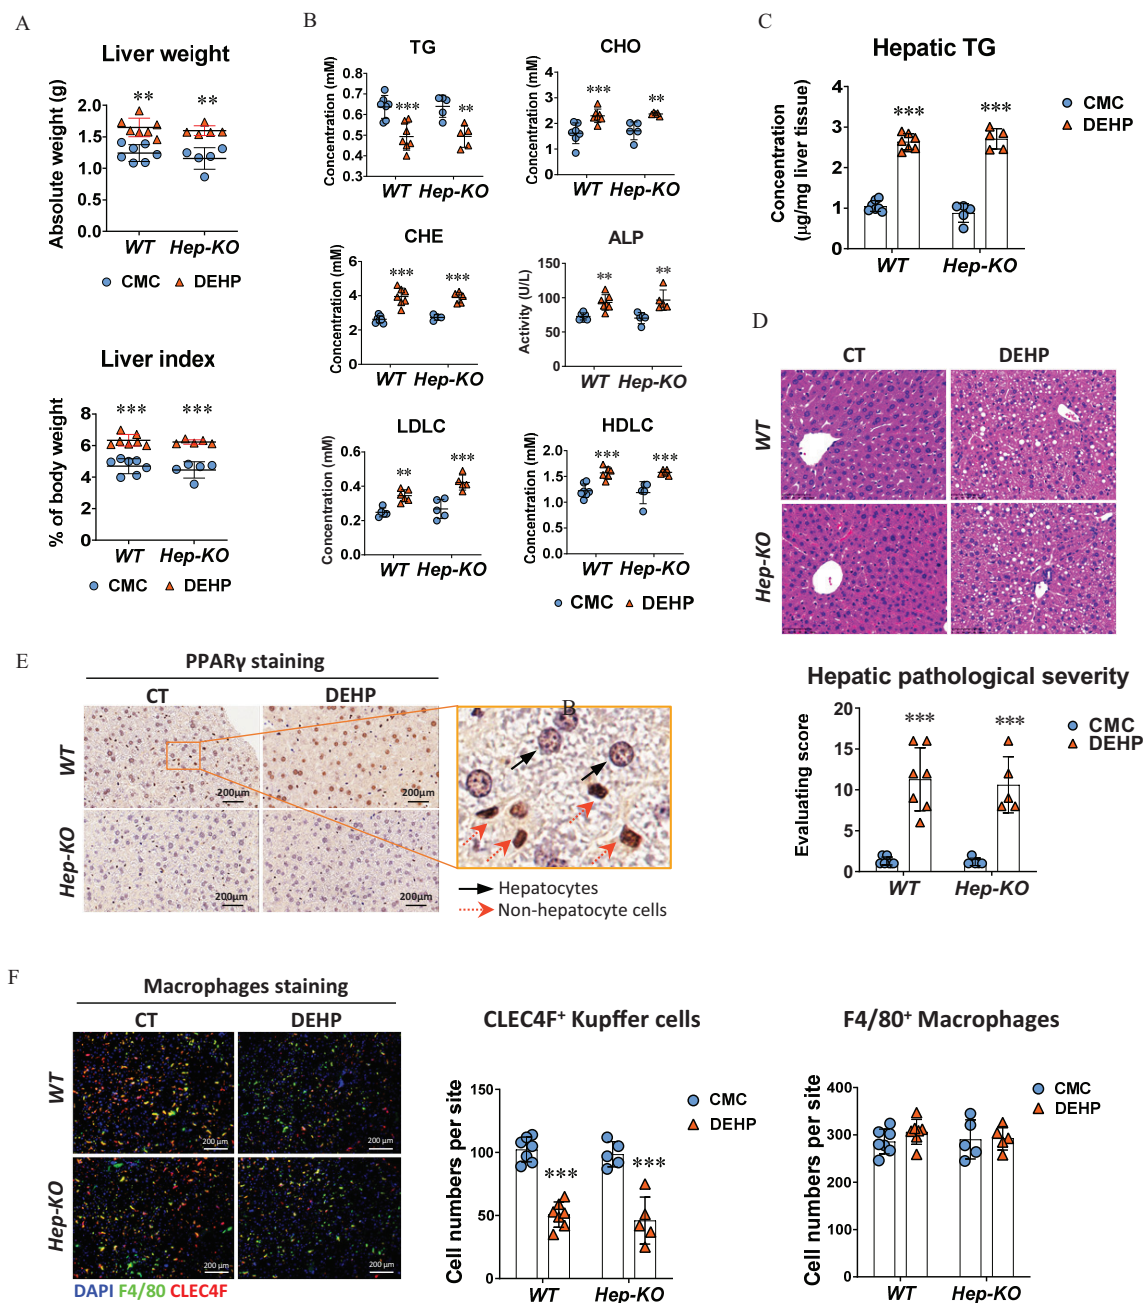 A
Liver weight
Absolute weight (g)
2.0
1.5
1.0
0.5
0.0
**
**
WT
Hep-KO
CMC
DEHP
Liver index
% of body weight
8
6
4
2
0
***
***
WT
Hep-KO
CMC
DEHP
B
TG
Concentration (mM)
0.8
0.7
0.6
0.5
0.4
0.3
***
**
WT
Hep-KO
CHO
Concentration (mM)
4
3
2
1
0
***
**
WT
Hep-KO
CHE
Concentration (mM)
6
4
2
0
***
***
WT
Hep-KO
ALP
Activity (U/L)
150
100
50
0
**
**
WT
Hep-KO
LDLC
Concentration (mM)
0.6
0.4
0.2
0.0
**
***
WT
Hep-KO
HDLC
Concentration (mM)
2.0
1.5
1.0
0.5
0.0
***
***
WT
Hep-KO
CMC
DEHP
C
Hepatic TG
Concentration
(µg/mg liver tissue)
4
3
2
1
0
***
***
WT
Hep-KO
CMC
DEHP
D
CT
DEHP
WT
Hep-KO
Hepatic pathological severity
Evaluating score
20
15
10
5
0
***
***
WT
Hep-KO
CMC
DEHP
E
PPARγ staining
CT
DEHP
WT
Hep-KO
200µm
200µm
200µm
200µm
B
Hepatocytes
Non-hepatocyte cells
F
Macrophages staining
CT
DEHP
WT
Hep-KO
200 µm
200 µm
200 µm
200 µm
DAPI F4/80 CLEC4F
CLEC4F⁺ Kupffer cells
Cell numbers per site
150
100
50
0
***
***
WT
Hep-KO
CMC
DEHP
F4/80⁺ Macrophages
Cell numbers per site
400
300
200
100
0
WT
Hep-KO
CMC
DEHP